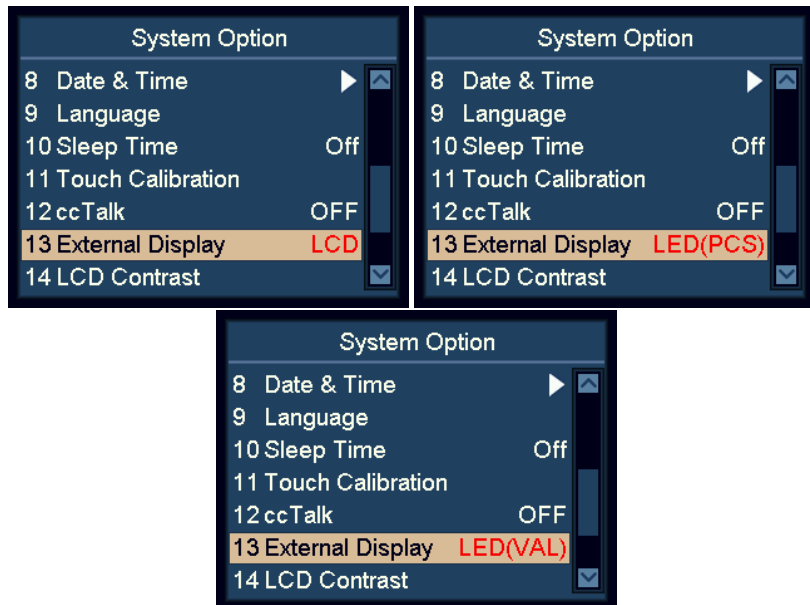 System Option
8 Date & Time
9 Language
10 Sleep Time Off
11 Touch Calibration
12 ccTalk OFF
13 External Display LCD
14 LCD Contrast
System Option
8 Date & Time
9 Language
10 Sleep Time Off
11 Touch Calibration
12 ccTalk OFF
13 External Display LED(PCS)
14 LCD Contrast
System Option
8 Date & Time
9 Language
10 Sleep Time Off
11 Touch Calibration
12 ccTalk OFF
13 External Display LED(VAL)
14 LCD Contrast